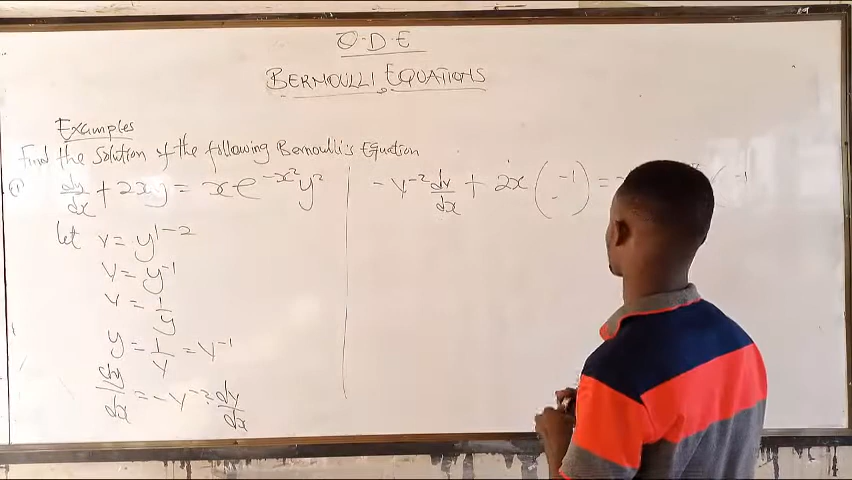 O.D.E
BERNOULLI EQUATIONS
Examples
Find the Solution of the following Bernoulli's Equation
① dy/dx + 2xy = xe^-x² y²
let v = y^1-2
v = y^-1
v = 1/y
y = 1/v = v^-1
dy/dx = -v^-2 dv/dx
-v^-2 dv/dx + 2x ( v^-1 ) =